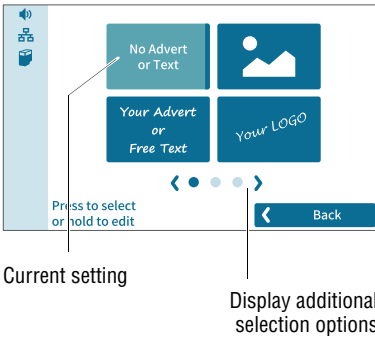 No Advert
or Text
Your Advert
or
Free Text
Your LOGO
Press to select
or hold to edit
Back
Current setting
Display additional
selection options